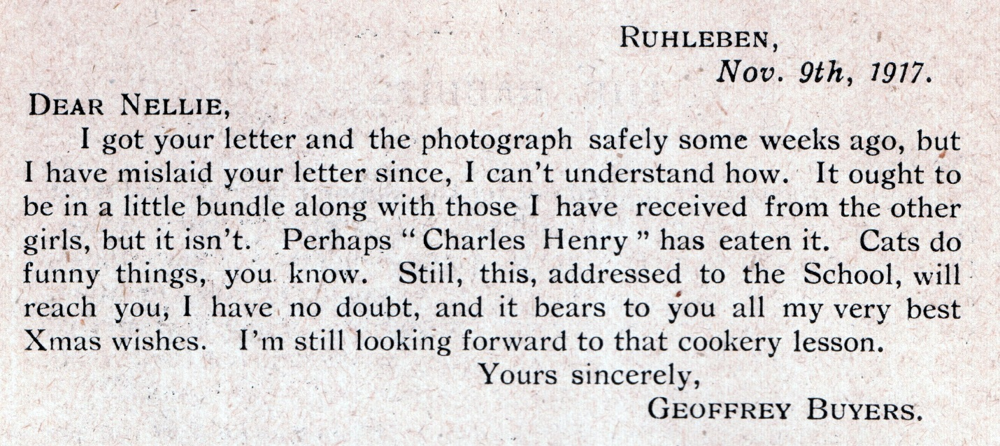 RUHLEBEN,
Nov. 9th, 1917.
DEAR NELLIE,
I got your letter and the photograph safely some weeks ago, but
I have mislaid your letter since, I can't understand how. It ought to
be in a little bundle along with those I have received from the other
girls, but it isn't. Perhaps “Charles Henry” has eaten it. Cats do
funny things, you know. Still, this, addressed to the School, will
reach you, I have no doubt, and it bears to you all my very best
Xmas wishes. I'm still looking forward to that cookery lesson.
Yours sincerely,
GEOFFREY BUYERS.